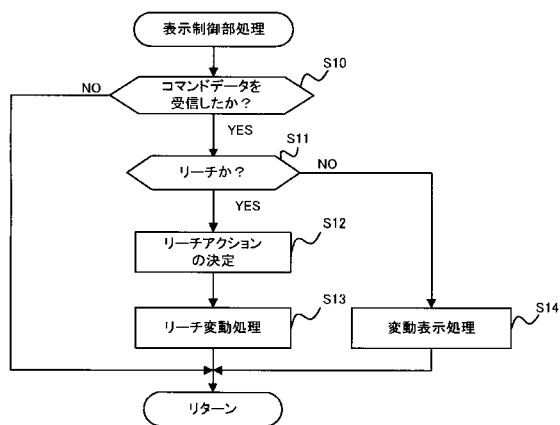 表示制御部処理
S10
コマンドデータを
受信したか?
NO
YES
S11
リーチか?
NO
YES
S12
リーチアクション
の決定
S13
リーチ変動処理
S14
変動表示処理
リターン